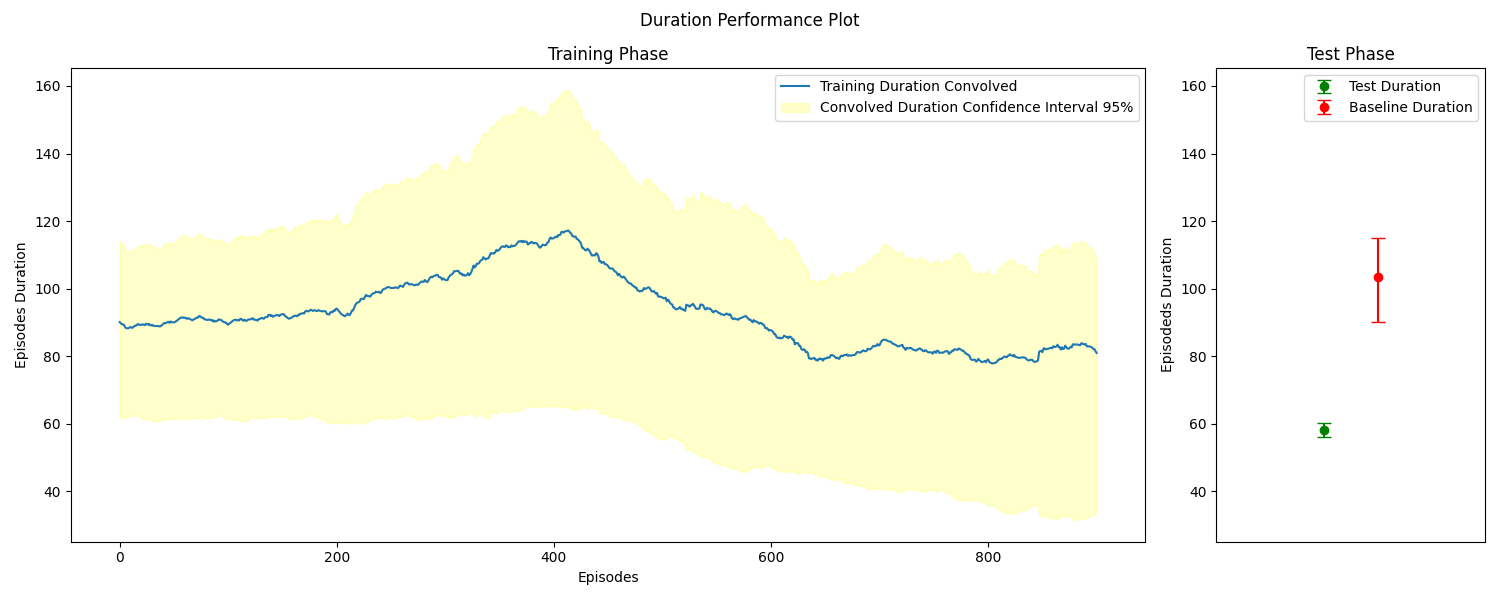 Duration Performance Plot
Training Phase
Training Duration Convolved
Convolved Duration Confidence Interval 95%
Episodes Duration
160
140
120
100
80
60
40
0
200
400
600
800
Episodes
Test Phase
Test Duration
Baseline Duration
Episodeds Duration
160
140
120
100
80
60
40